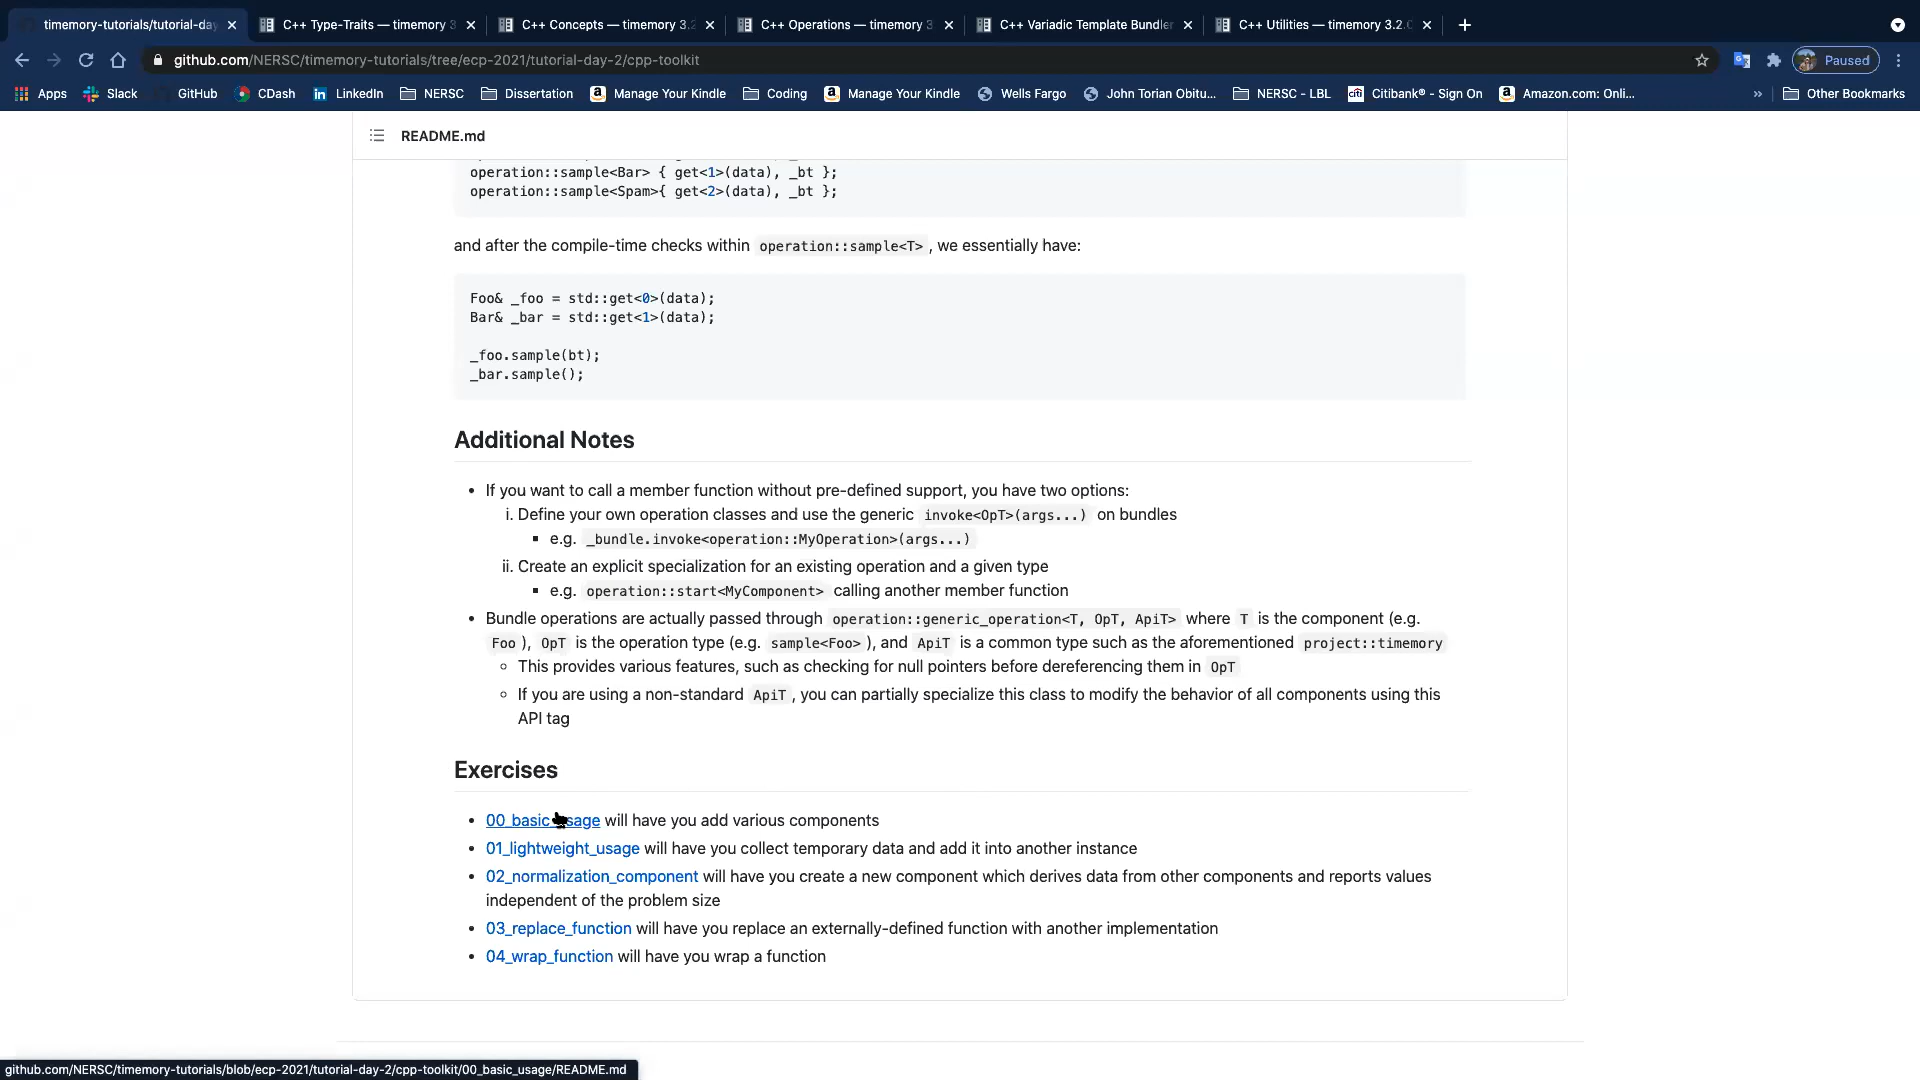 timemory-tutorials/tutorial-day
C++ Type-Traits — timemory 3
C++ Concepts — timemory 3.2
C++ Operations — timemory 3
C++ Variadic Template Bundler
C++ Utilities — timemory 3.2.0
github.com/NERSC/timemory-tutorials/tree/ecp-2021/tutorial-day-2/cpp-toolkit
Paused
Apps Slack GitHub CDash LinkedIn NERSC Dissertation Manage Your Kindle Coding Manage Your Kindle Wells Fargo John Torian Obitu... NERSC - LBL Citibank® - Sign On Amazon.com: Onli... » Other Bookmarks
README.md
operation::sample<Bar> { get<1>(data), _bt };
operation::sample<Spam>{ get<2>(data), _bt };
and after the compile-time checks within operation::sample<T> , we essentially have:
Foo& _foo = std::get<0>(data);
Bar& _bar = std::get<1>(data);
_foo.sample(bt);
_bar.sample();
Additional Notes
• If you want to call a member function without pre-defined support, you have two options:
i. Define your own operation classes and use the generic invoke<OpT>(args...) on bundles
▪ e.g. _bundle.invoke<operation::MyOperation>(args...)
ii. Create an explicit specialization for an existing operation and a given type
▪ e.g. operation::start<MyComponent> calling another member function
• Bundle operations are actually passed through operation::generic_operation<T, OpT, ApiT> where T is the component (e.g.
Foo ), OpT is the operation type (e.g. sample<Foo> ), and ApiT is a common type such as the aforementioned project::timemory
◦ This provides various features, such as checking for null pointers before dereferencing them in OpT
◦ If you are using a non-standard ApiT , you can partially specialize this class to modify the behavior of all components using this
API tag
Exercises
• 00_basic_usage will have you add various components
• 01_lightweight_usage will have you collect temporary data and add it into another instance
• 02_normalization_component will have you create a new component which derives data from other components and reports values
independent of the problem size
• 03_replace_function will have you replace an externally-defined function with another implementation
• 04_wrap_function will have you wrap a function
github.com/NERSC/timemory-tutorials/blob/ecp-2021/tutorial-day-2/cpp-toolkit/00_basic_usage/README.md